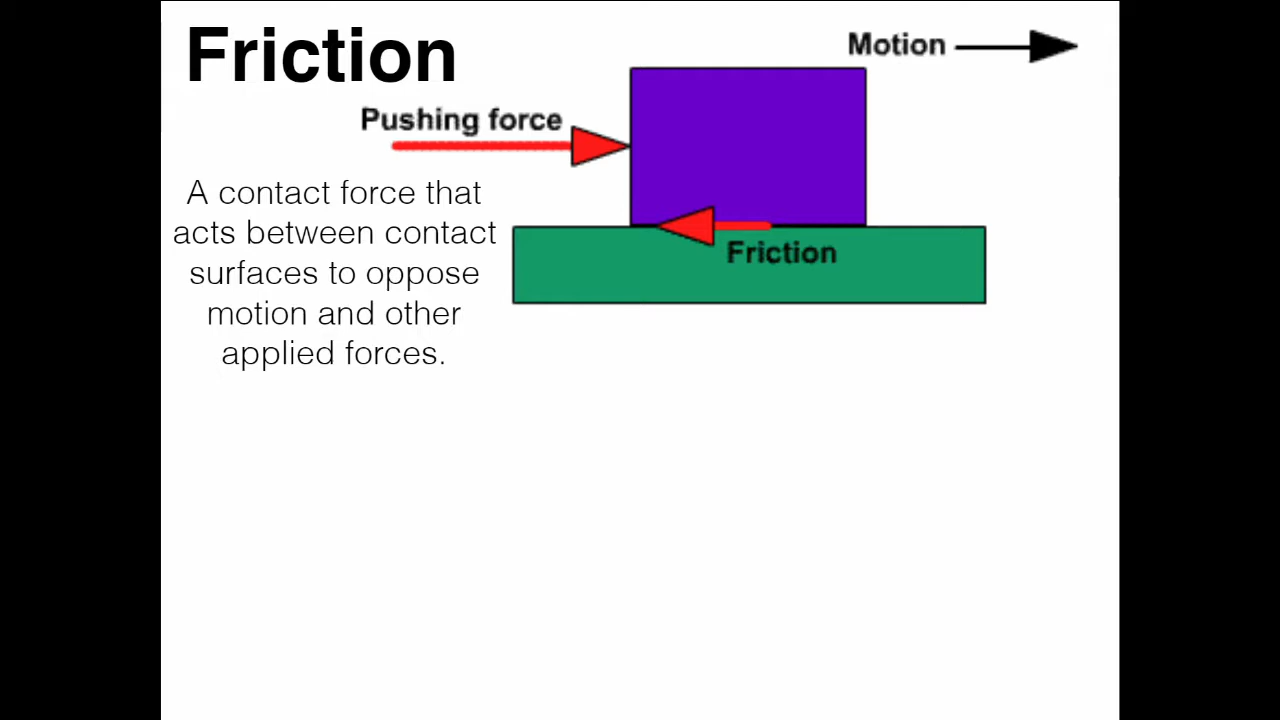 Friction
Motion
Pushing force
A contact force that
acts between contact
surfaces to oppose
motion and other
applied forces.
Friction